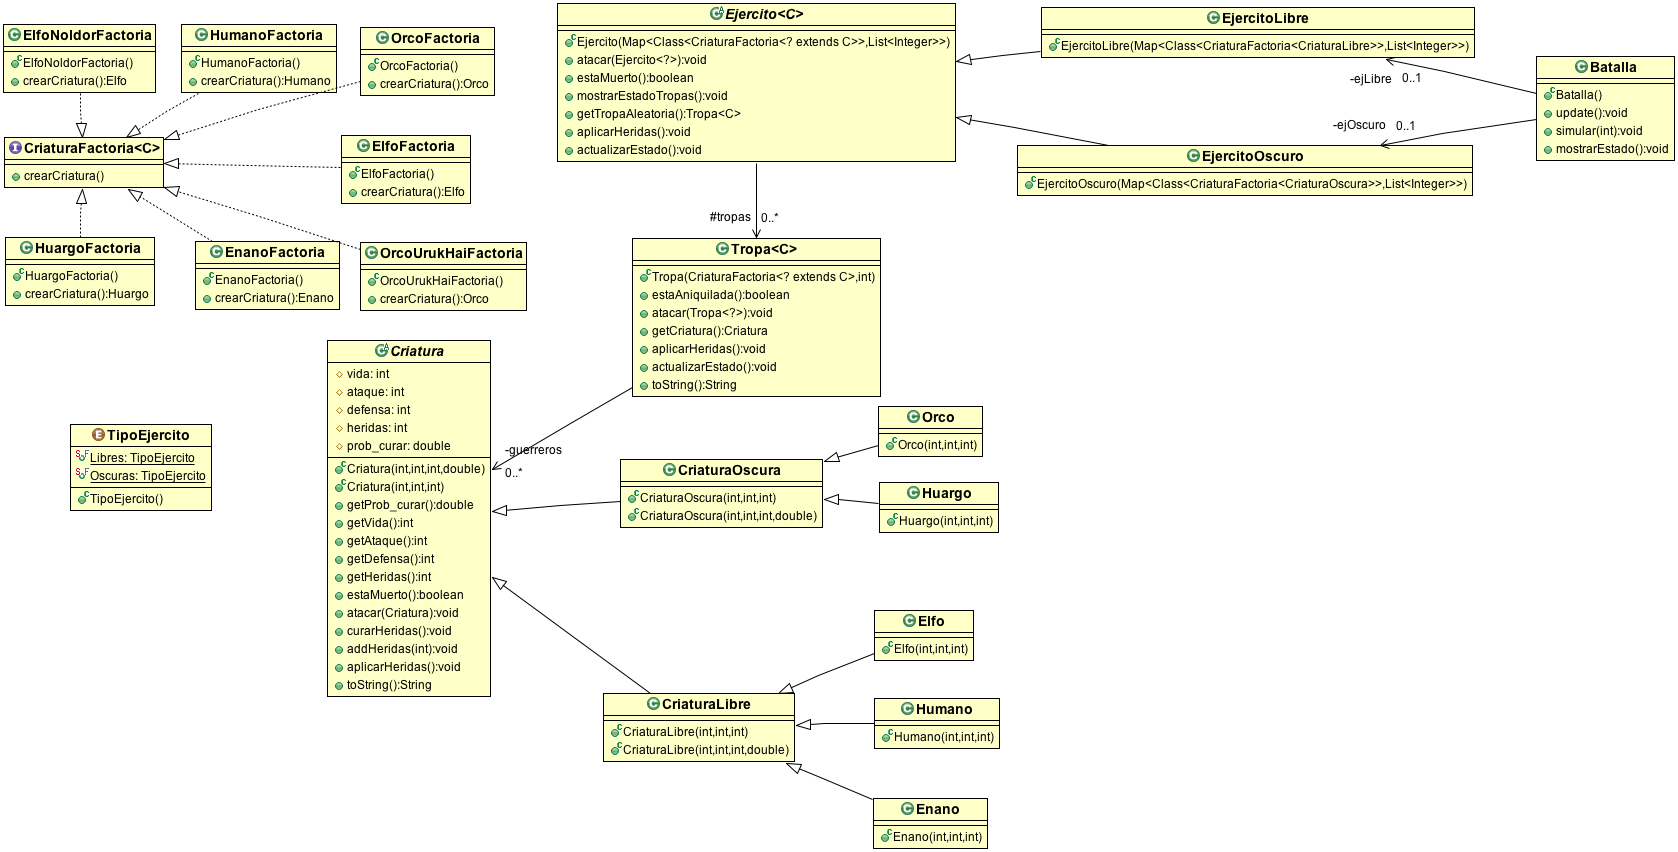 ElfoNoldorFactoria
ElfoNoldorFactoria()
crearCriatura():Elfo
HumanoFactoria
HumanoFactoria()
crearCriatura():Humano
OrcoFactoria
OrcoFactoria()
crearCriatura():Orco
CriaturaFactoria<C>
crearCriatura()
ElfoFactoria
ElfoFactoria()
crearCriatura():Elfo
HuargoFactoria
HuargoFactoria()
crearCriatura():Huargo
EnanoFactoria
EnanoFactoria()
crearCriatura():Enano
OrcoUrukHaiFactoria
OrcoUrukHaiFactoria()
crearCriatura():Orco
Ejercito<C>
Ejercito(Map<Class<CriaturaFactoria<? extends C>>,List<Integer>>)
atacar(Ejercito<?>):void
estaMuerto():boolean
mostrarEstadoTropas():void
getTropaAleatoria():Tropa<C>
aplicarHeridas():void
actualizarEstado():void
EjercitoLibre
EjercitoLibre(Map<Class<CriaturaFactoria<CriaturaLibre>>,List<Integer>>)
-ejLibre 0..1
Batalla
Batalla()
update():void
simular(int):void
mostrarEstado():void
-ejOscuro 0..1
EjercitoOscuro
EjercitoOscuro(Map<Class<CriaturaFactoria<CriaturaOscura>>,List<Integer>>)
#tropas 0..*
Tropa<C>
Tropa(CriaturaFactoria<? extends C>,int)
estaAniquilada():boolean
atacar(Tropa<?>):void
getCriatura():Criatura
aplicarHeridas():void
actualizarEstado():void
toString():String
Criatura
vida: int
ataque: int
defensa: int
heridas: int
prob_curar: double
Criatura(int,int,int,double)
Criatura(int,int,int)
getProb_curar():double
getVida():int
getAtaque():int
getDefensa():int
getHeridas():int
estaMuerto():boolean
atacar(Criatura):void
curarHeridas():void
addHeridas(int):void
aplicarHeridas():void
toString():String
-guerreros
0..*
TipoEjercito
Libres: TipoEjercito
Oscuras: TipoEjercito
TipoEjercito()
CriaturaOscura
CriaturaOscura(int,int,int)
CriaturaOscura(int,int,int,double)
Orco
Orco(int,int,int)
Huargo
Huargo(int,int,int)
CriaturaLibre
CriaturaLibre(int,int,int)
CriaturaLibre(int,int,int,double)
Elfo
Elfo(int,int,int)
Humano
Humano(int,int,int)
Enano
Enano(int,int,int)